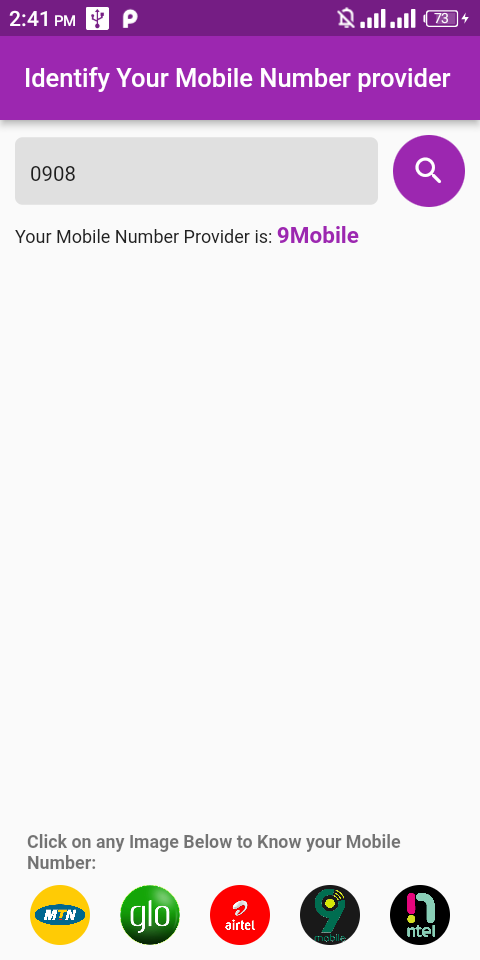 2:41 PM 73
Identify Your Mobile Number provider
0908
Your Mobile Number Provider is: 9Mobile
Click on any Image Below to Know your Mobile
Number:
MTN glo airtel 9 mobile ntel